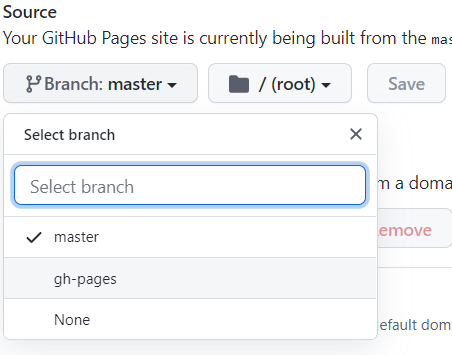 Source
Your GitHub Pages site is currently being built from the mas
Branch: master / (root) Save
Select branch
Select branch
m a doma
master
emove
gh-pages
None
efault dom